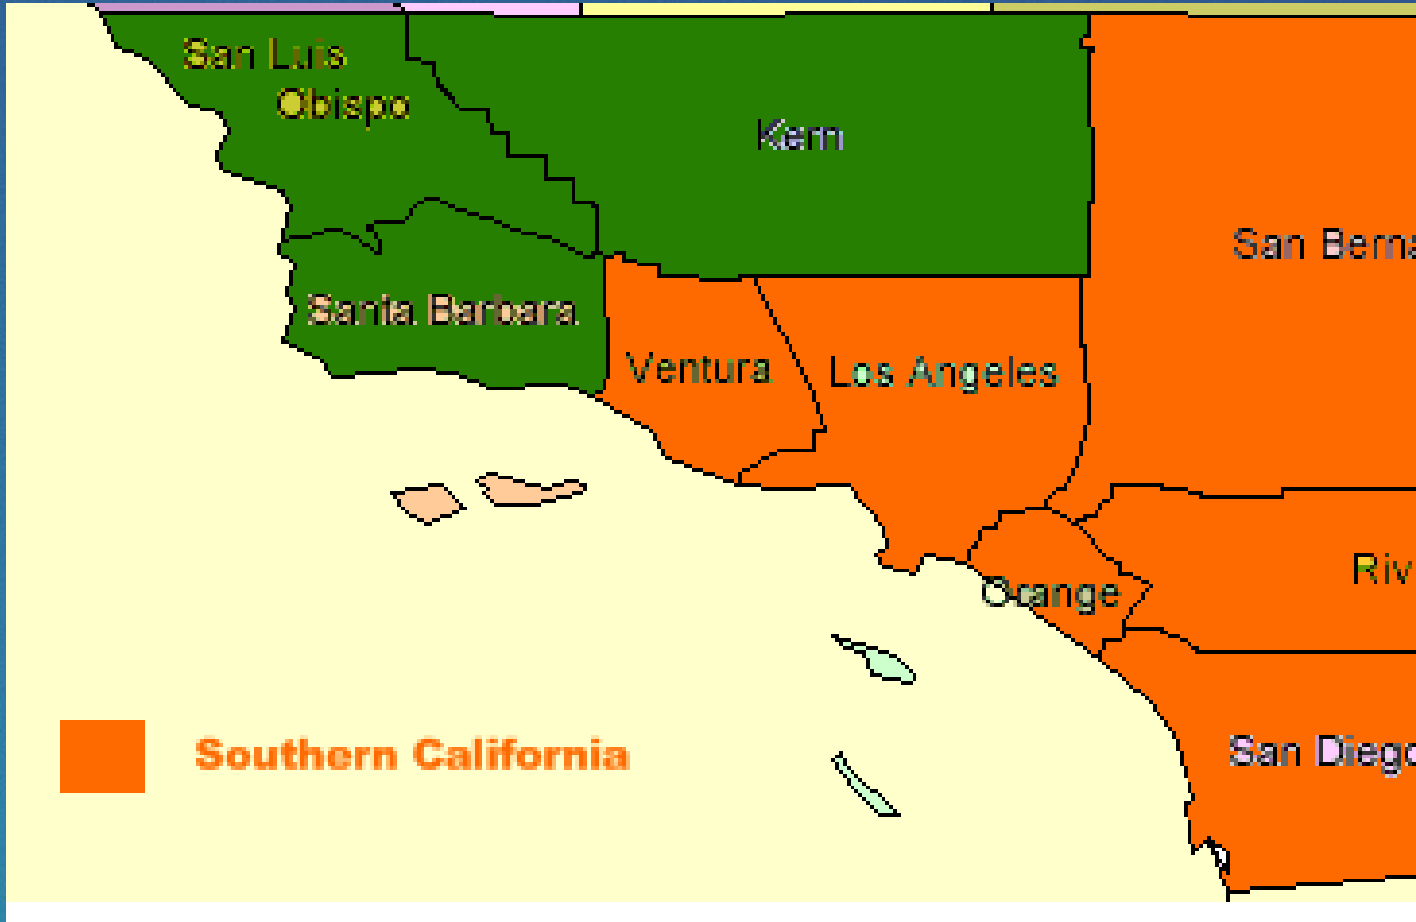 San Luis
Obispo
Kern
San Berna
Santa Barbara
Ventura
Los Angeles
Riv
Orange
San Diego
Southern California